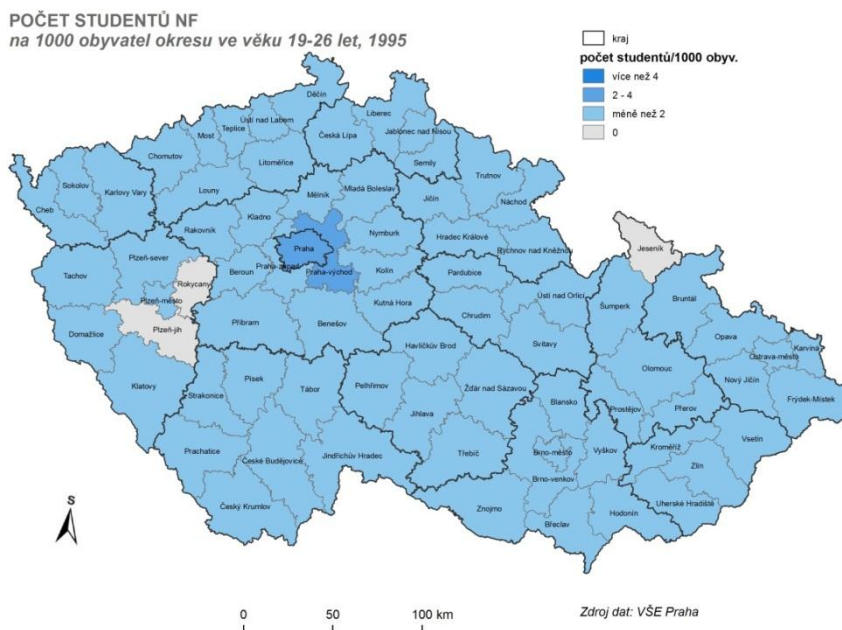 POČET STUDENTŮ NF
na 1000 obyvatel okresu ve věku 19-26 let, 1995
kraj
počet studentů/1000 obyv.
více než 4
2 - 4
méně než 2
0
Děčín
Liberec
Ústí nad Labem
Teplice
Česká Lípa
Jablonec nad Nisou
Most
Chomutov
Litoměřice
Semily
Trutnov
Sokolov
Karlovy Vary
Louny
Mělník
Mladá Boleslav
Jičín
Náchod
Cheb
Rakovník
Kladno
Nymburk
Hradec Králové
Rychnov nad Kněžnou
Jeseník
Praha
Plzeň-sever
Beroun
Praha-západ
Praha-východ
Kolín
Pardubice
Tachov
Rokycany
Plzeň-město
Kutná Hora
Ústí nad Orlicí
Šumperk
Bruntál
Chrudim
Příbram
Benešov
Domažlice
Plzeň-jih
Svitavy
Opava
Karviná
Ostrava-město
Havlíčkův Brod
Olomouc
Nový Jičín
Klatovy
Strakonice
Písek
Tábor
Pelhřimov
Žďár nad Sázavou
Frýdek-Místek
Blansko
Prostějov
Přerov
Jihlava
Vsetín
Prachatice
České Budějovice
Jindřichův Hradec
Třebíč
Brno-město
Vyškov
Kroměříž
Zlín
Brno-venkov
Český Krumlov
Znojmo
Uherské Hradiště
Hodonín
Břeclav
S
0 50 100 km
Zdroj dat: VŠE Praha